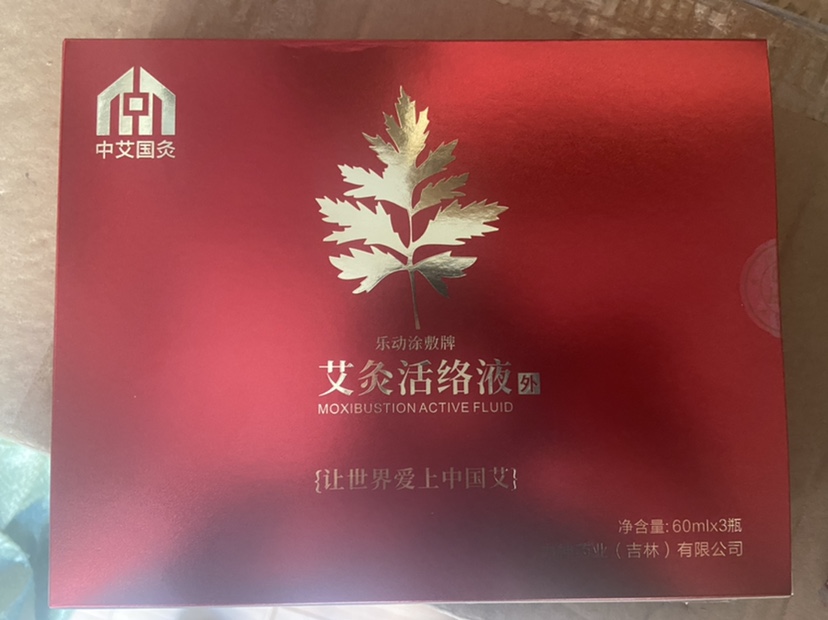 中艾国灸
乐动涂敷牌
艾灸活络液 外
MOXIBUSTION ACTIVE FLUID
{让世界爱上中国艾}
净含量: 60mlx3瓶
业（吉林）有限公司